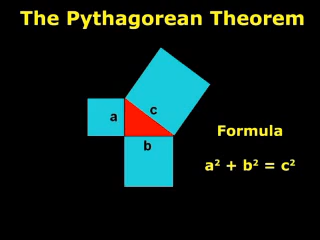 The Pythagorean Theorem
a
c
b
Formula
a² + b² = c²